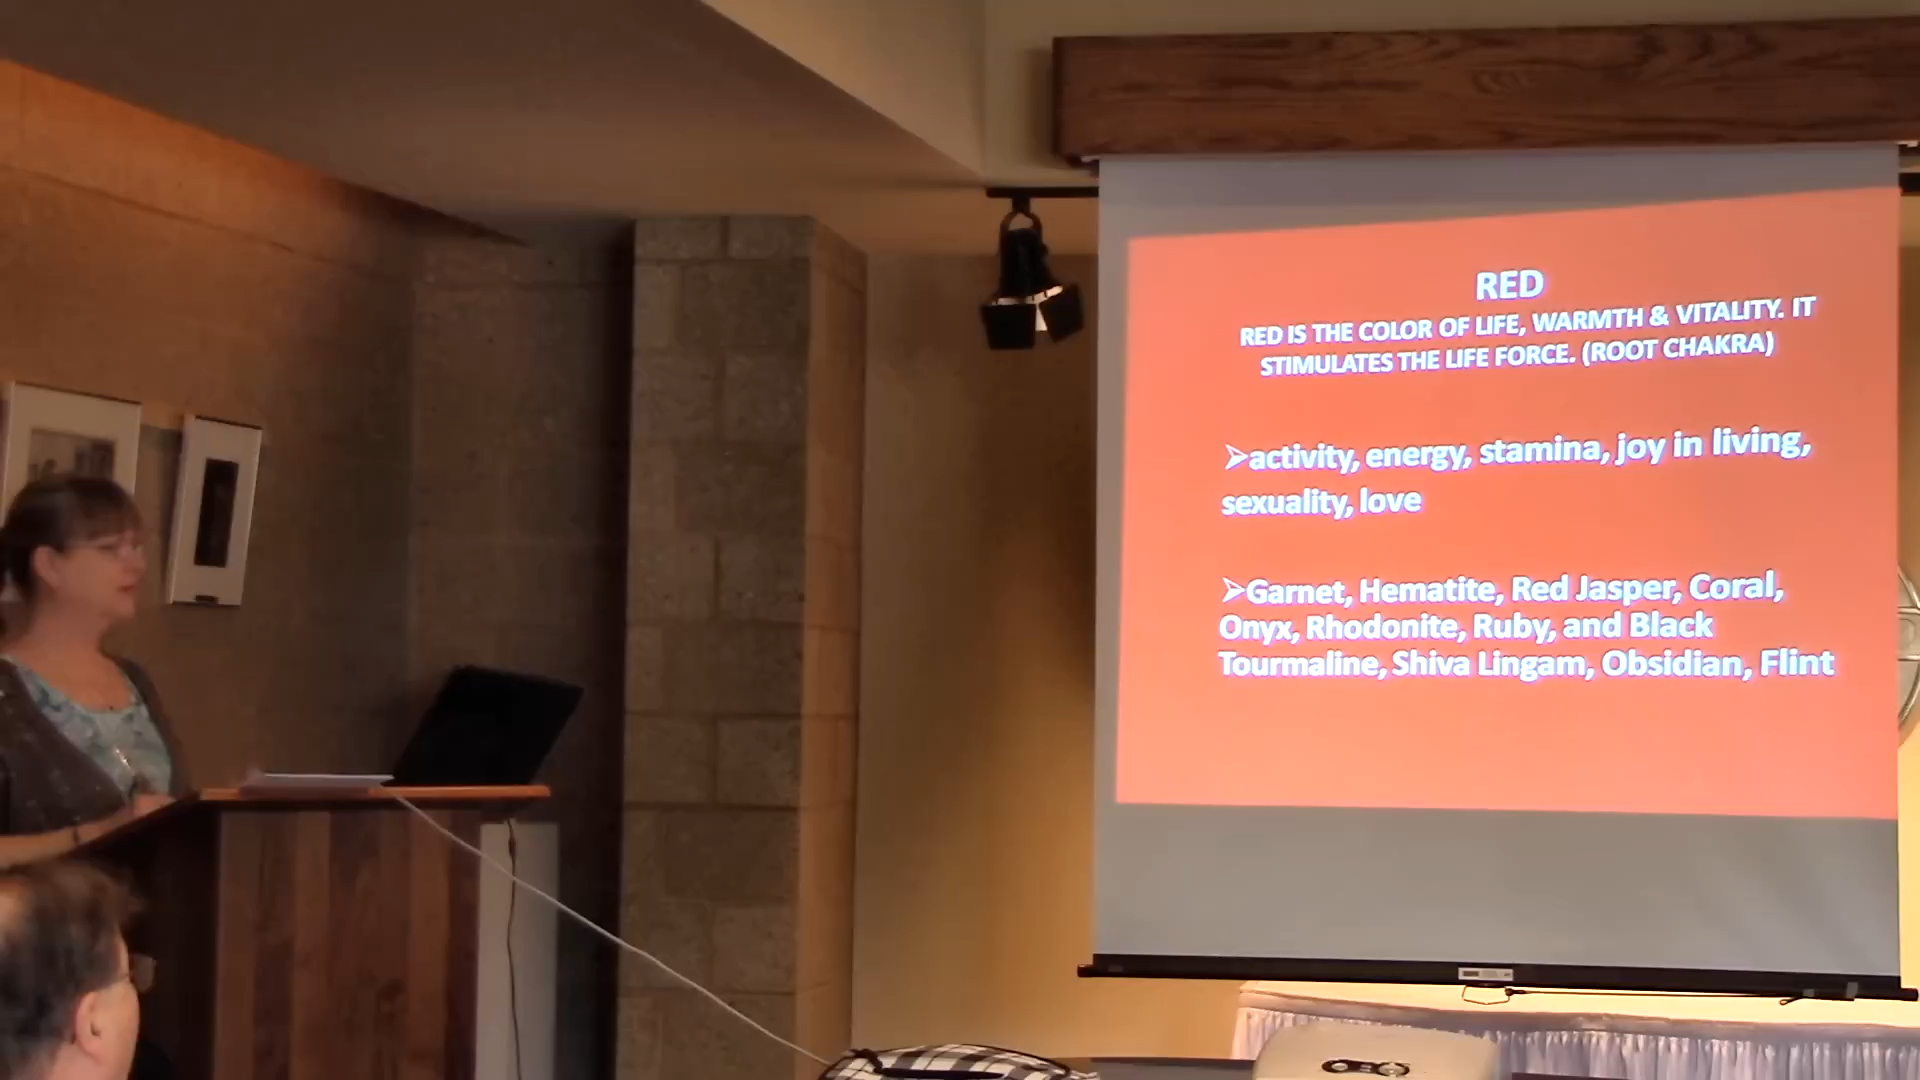 RED
RED IS THE COLOR OF LIFE, WARMTH & VITALITY. IT
STIMULATES THE LIFE FORCE. (ROOT CHAKRA)
➢activity, energy, stamina, joy in living,
sexuality, love
➢Garnet, Hematite, Red Jasper, Coral,
Onyx, Rhodonite, Ruby, and Black
Tourmaline, Shiva Lingam, Obsidian, Flint